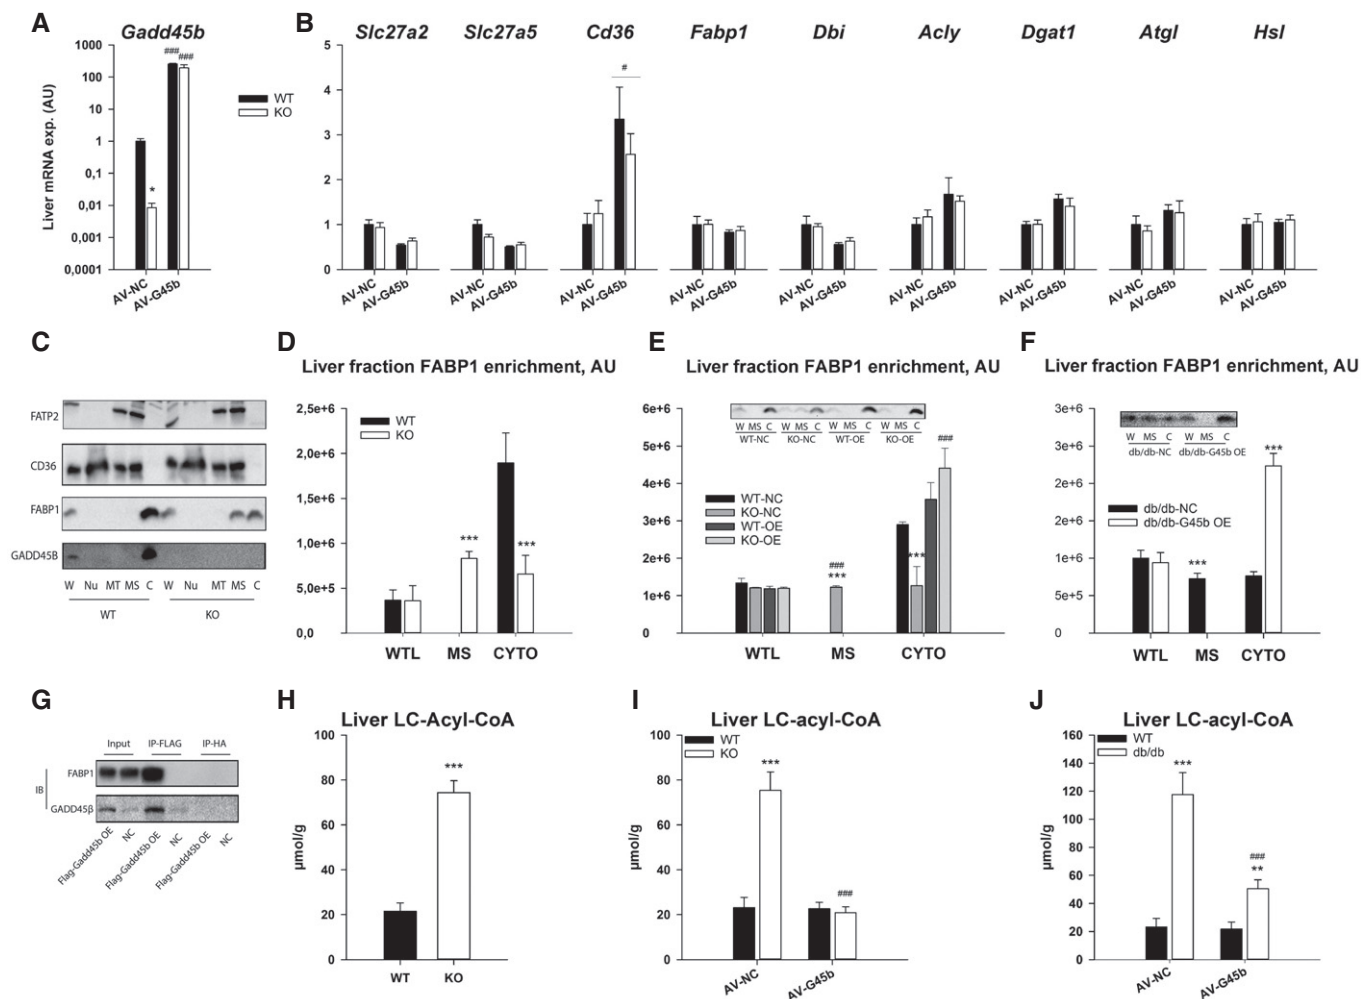 A
Gadd45b
Liver mRNA exp. (AU)
1000
100
10
1
0,1
0,01
0,001
0,0001
###
###
*
AV-NC
AV-G45b
WT
KO
B
Slc27a2 Slc27a5 Cd36 Fabp1 Dbi Acly Dgat1 Atgl Hsl
5
4
3
2
1
0
#
AV-NC AV-G45b AV-NC AV-G45b AV-NC AV-G45b AV-NC AV-G45b AV-NC AV-G45b AV-NC AV-G45b AV-NC AV-G45b AV-NC AV-G45b AV-NC AV-G45b
C
FATP2
CD36
FABP1
GADD45B
W Nu MT MS C W Nu MT MS C
WT KO
D
Liver fraction FABP1 enrichment, AU
2,5e+6
2,0e+6
1,5e+6
1,0e+6
5,0e+5
0,0
WT
KO
***
***
WTL MS CYTO
E
Liver fraction FABP1 enrichment, AU
6e+6
5e+6
4e+6
3e+6
2e+6
1e+6
0
W MS C W MS C W MS C W MS C
WT-NC KO-NC WT-OE KO-OE
WT-NC
KO-NC
WT-OE
KO-OE
###
***
***
###
WTL MS CYTO
F
Liver fraction FABP1 enrichment, AU
3e+6
3e+6
2e+6
2e+6
1e+6
5e+5
0
W MS C W MS C
db/db-NC db/db-G45b OE
db/db-NC
db/db-G45b OE
***
***
WTL MS CYTO
G
Input IP-FLAG IP-HA
IB
FABP1
GADD45β
Flag-Gadd45b OE NC Flag-Gadd45b OE NC Flag-Gadd45b OE NC
H
Liver LC-Acyl-CoA
µmol/g
100
80
60
40
20
0
***
WT KO
I
Liver LC-acyl-CoA
µmol/g
100
80
60
40
20
0
WT
KO
***
###
AV-NC AV-G45b
J
Liver LC-acyl-CoA
µmol/g
160
140
120
100
80
60
40
20
0
WT
db/db
***
###
**
AV-NC AV-G45b